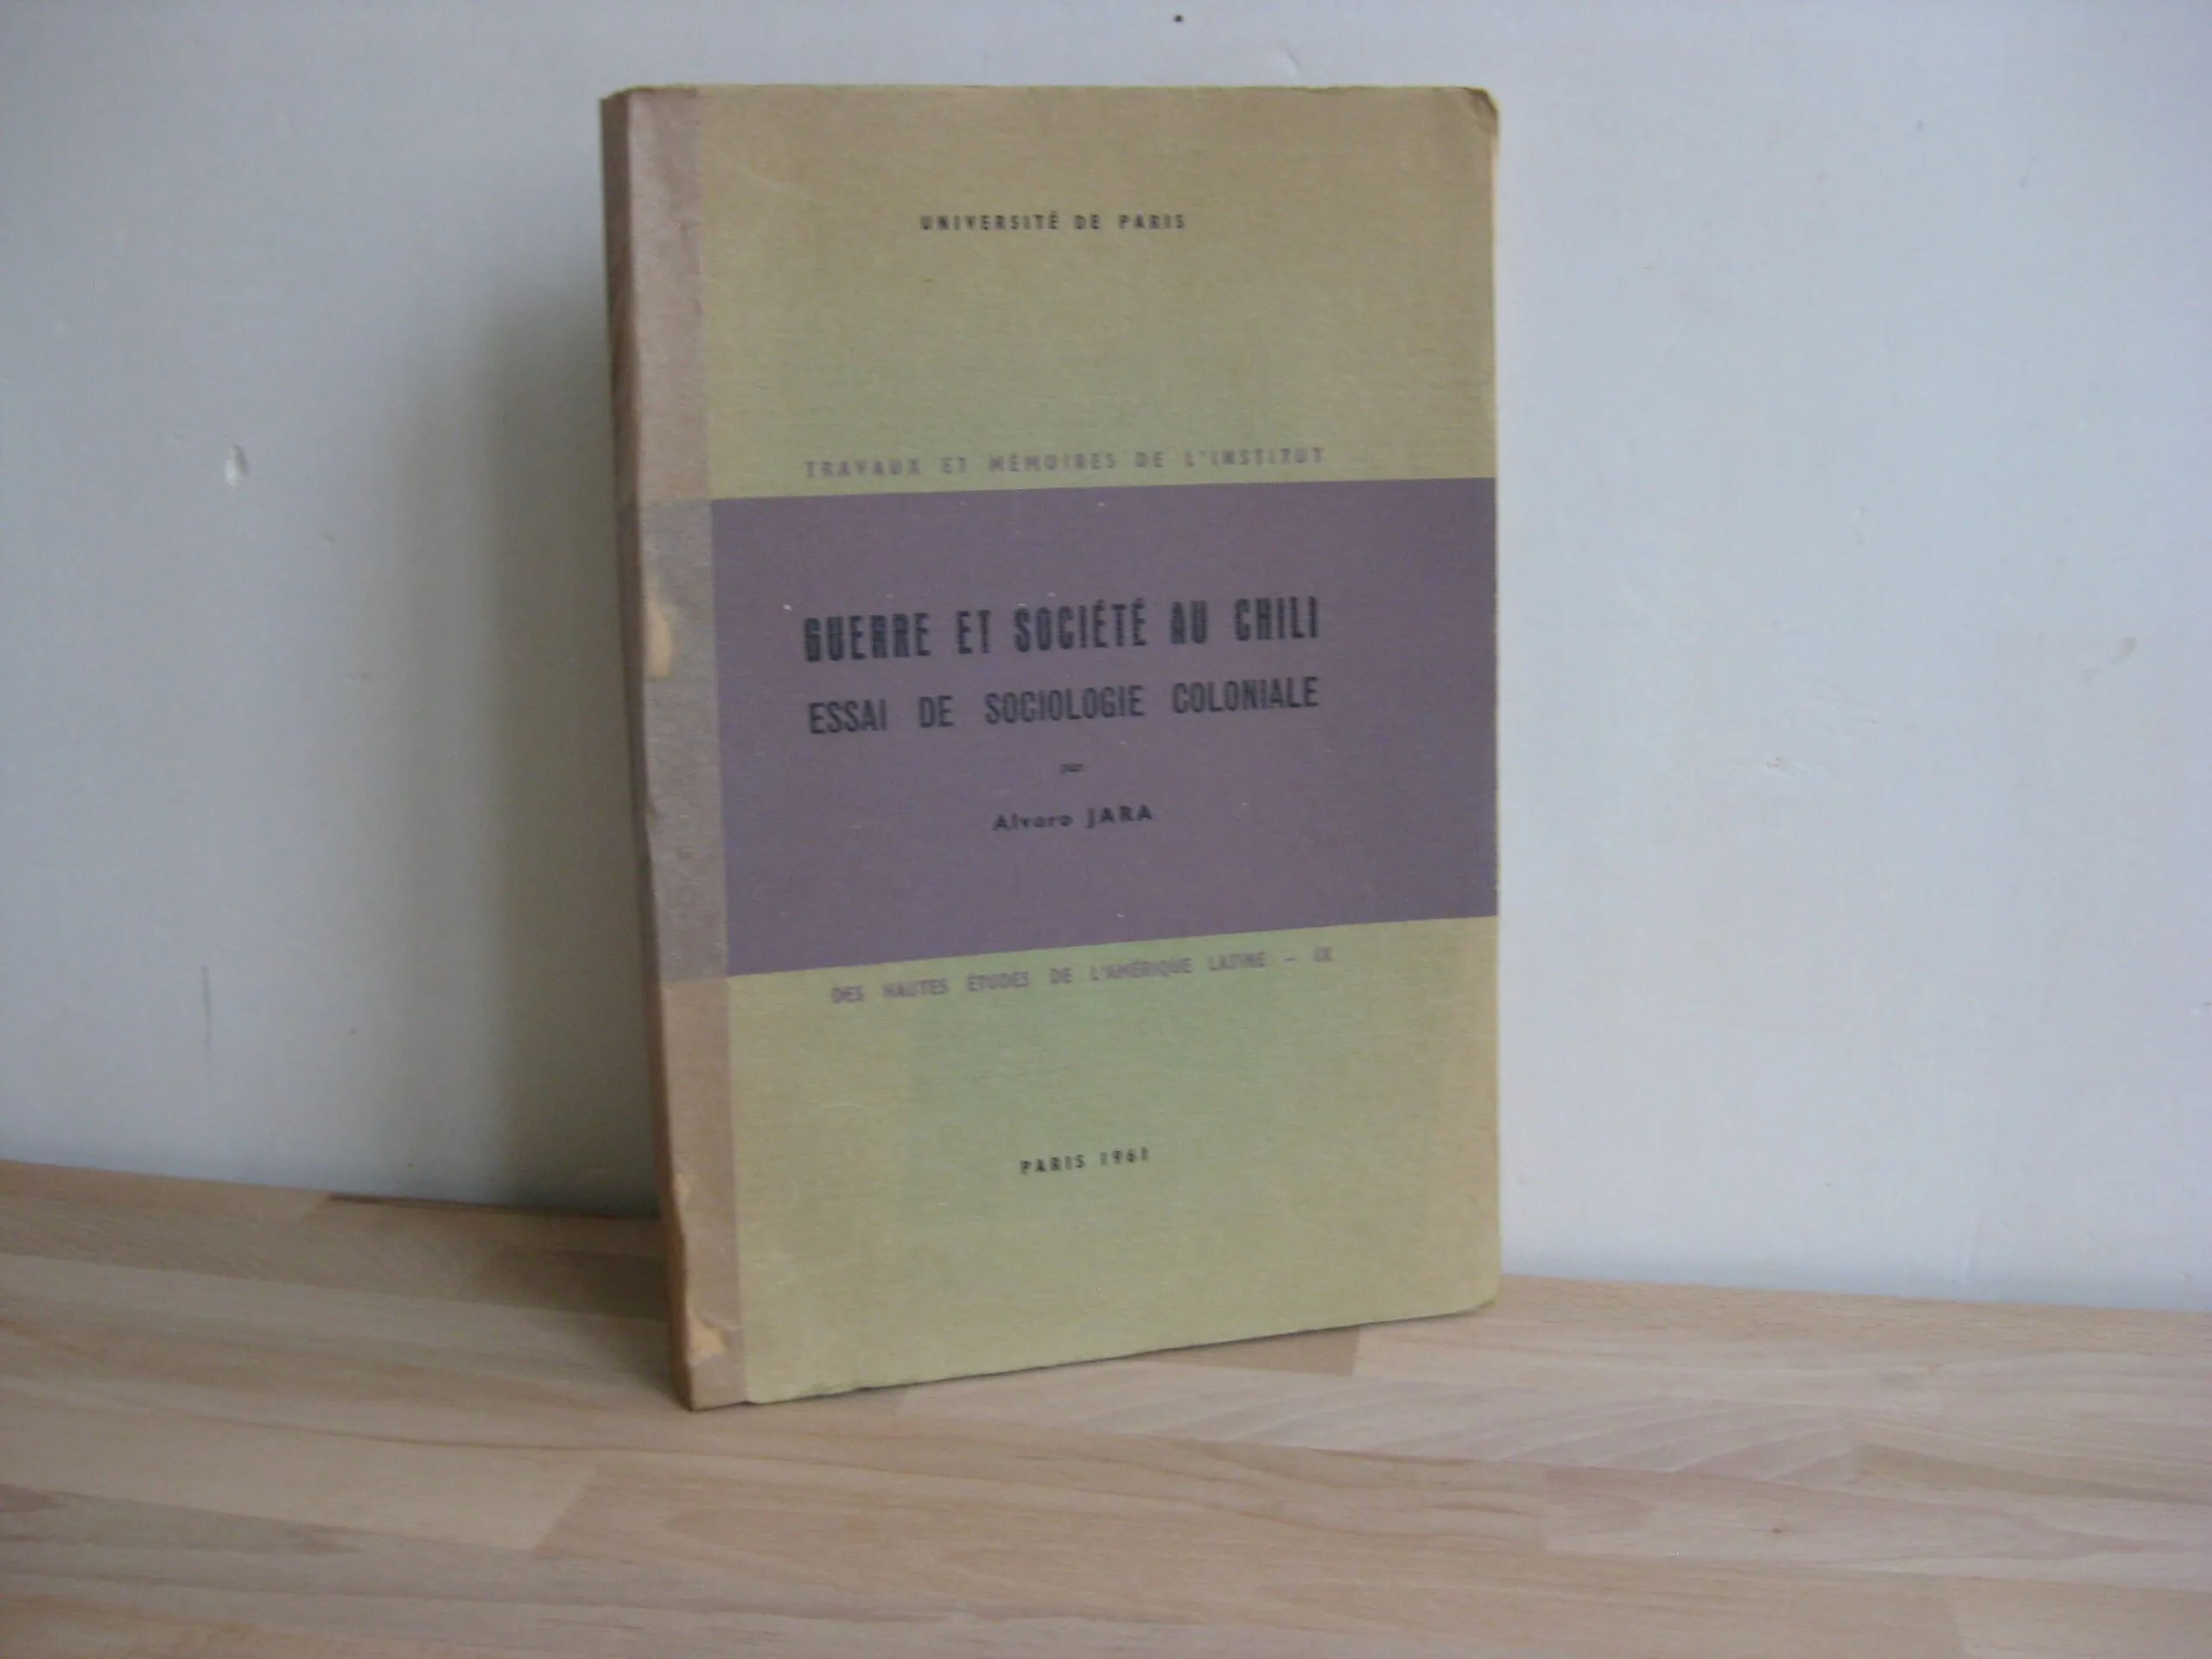 UNIVERSITÉ DE PARIS
TRAVAUX ET MÉMOIRES DE L'INSTITUT
GUERRE ET SOCIÉTÉ AU CHILI
ESSAI DE SOCIOLOGIE COLONIALE
par
Alvaro JARA
DES HAUTES ÉTUDES DE L'AMÉRIQUE LATINE - IX
PARIS 1961